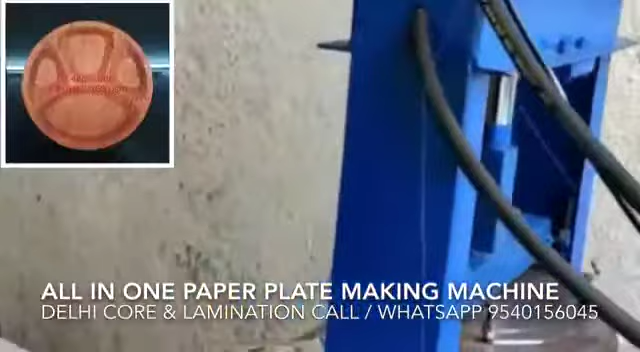 ALL IN ONE PAPER PLATE MAKING MACHINE
DELHI CORE & LAMINATION CALL / WHATSAPP 9540156045